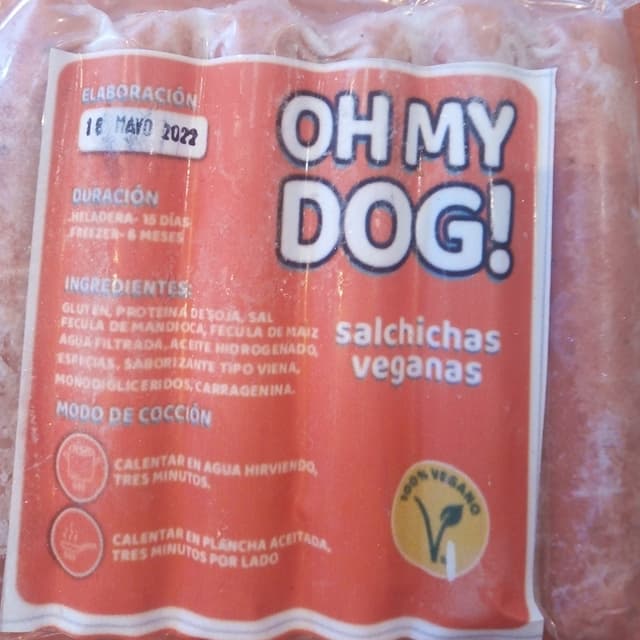 ELABORACIÓN
18 MAYO 2022
OH MY
DOG!
DURACIÓN
HELADERA- 15 DÍAS
FREEZER- 6 MESES
INGREDIENTES:
GLUTEN, PROTEINA DE SOJA, SAL
FECULA DE MANDIOCA, FECULA DE MAIZ
AGUA FILTRADA, ACEITE HIDROGENADO,
ESPECIAS, SABORIZANTE TIPO VIENA,
MONODIGLICERIDOS, CARRAGENINA.
salchichas
veganas
MODO DE COCCIÓN
CALENTAR EN AGUA HIRVIENDO,
TRES MINUTOS.
CALENTAR EN PLANCHA ACEITADA,
TRES MINUTOS POR LADO
100% VEGANO